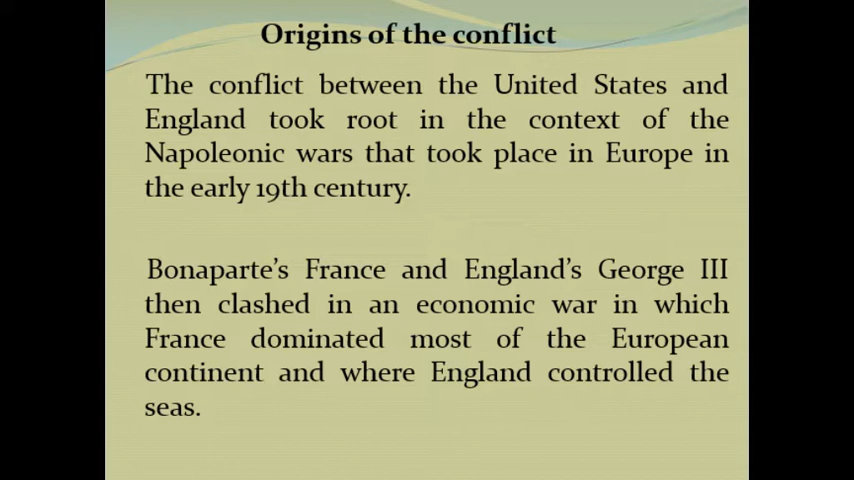 Origins of the conflict
The conflict between the United States and
England took root in the context of the
Napoleonic wars that took place in Europe in
the early 19th century.
Bonaparte's France and England's George III
then clashed in an economic war in which
France dominated most of the European
continent and where England controlled the
seas.